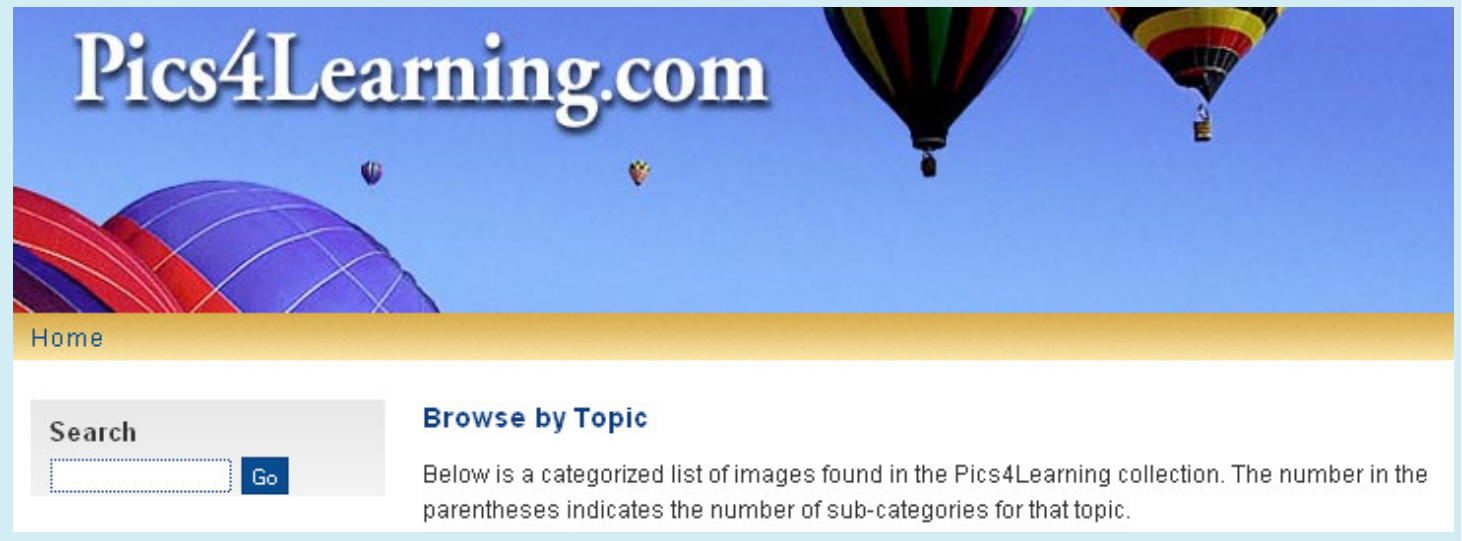 Pics4Learning.com
Home
Search
Go
Browse by Topic
Below is a categorized list of images found in the Pics4Learning collection. The number in the
parentheses indicates the number of sub-categories for that topic.